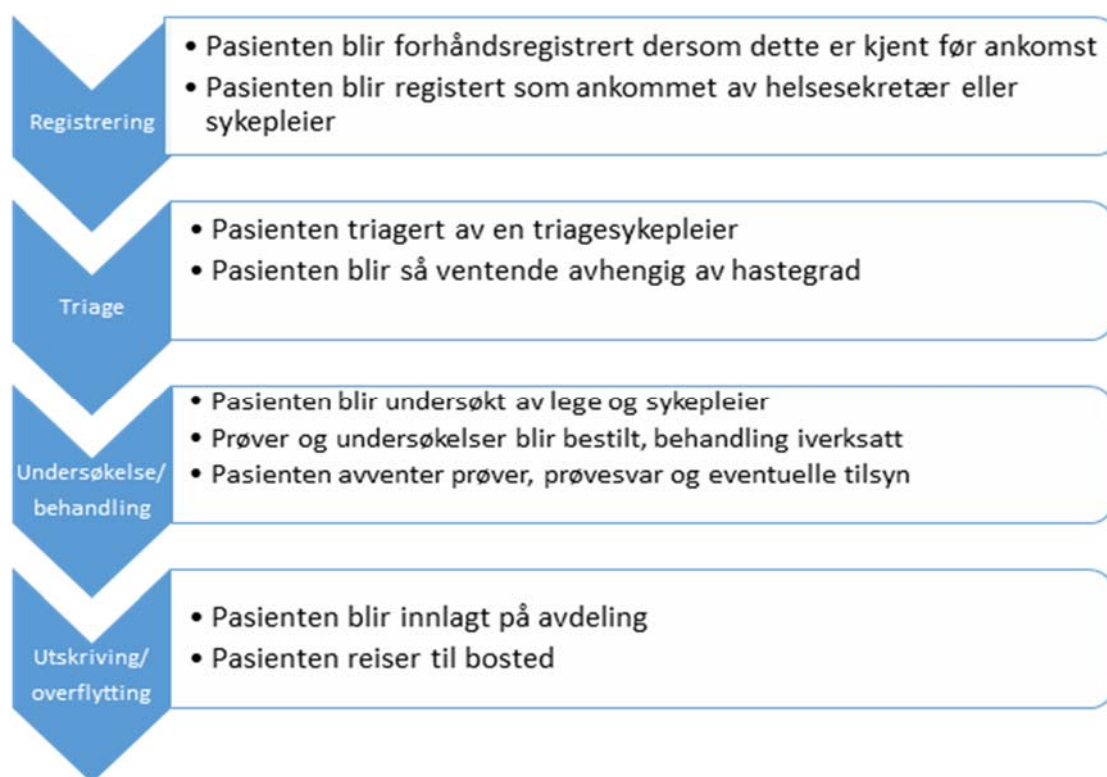 Registrering
• Pasienten blir forhåndsregistrert dersom dette er kjent før ankomst
• Pasienten blir registert som ankommet av helsesekretær eller
sykepleier
Triage
• Pasienten triagert av en triagesykepleier
• Pasienten blir så ventende avhengig av hastegrad
Undersøkelse/
behandling
• Pasienten blir undersøkt av lege og sykepleier
• Prøver og undersøkelser blir bestilt, behandling iverksatt
• Pasienten avventer prøver, prøvesvar og eventuelle tilsyn
Utskriving/
overflytting
• Pasienten blir innlagt på avdeling
• Pasienten reiser til bosted